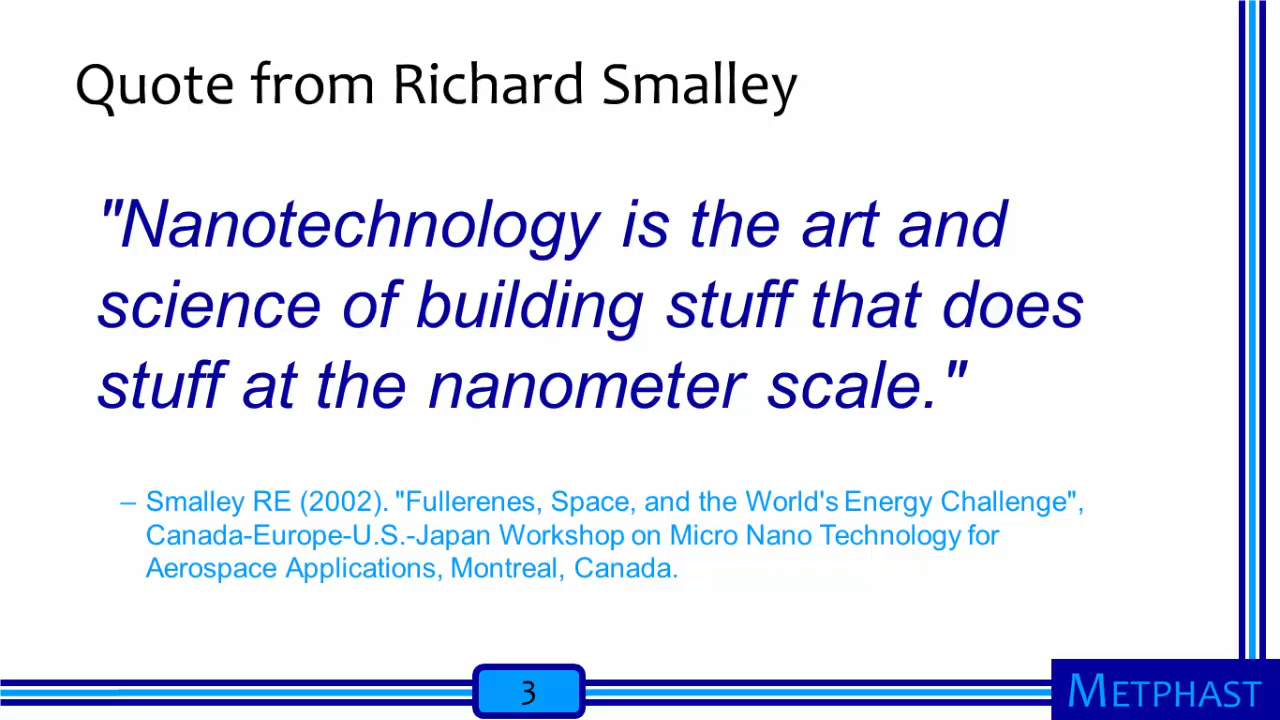 Quote from Richard Smalley
"Nanotechnology is the art and
science of building stuff that does
stuff at the nanometer scale."
– Smalley RE (2002). "Fullerenes, Space, and the World's Energy Challenge",
Canada-Europe-U.S.-Japan Workshop on Micro Nano Technology for
Aerospace Applications, Montreal, Canada.
3
METPHAST